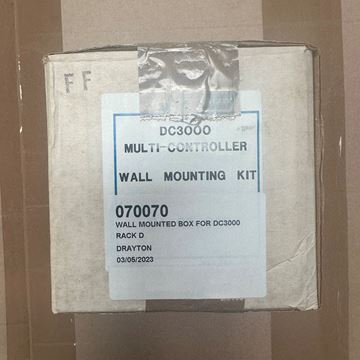 FF
DC3000
MULTI-CONTROLLER
WALL MOUNTING KIT
070070
WALL MOUNTED BOX FOR DC3000
RACK D
DRAYTON
03/05/2023